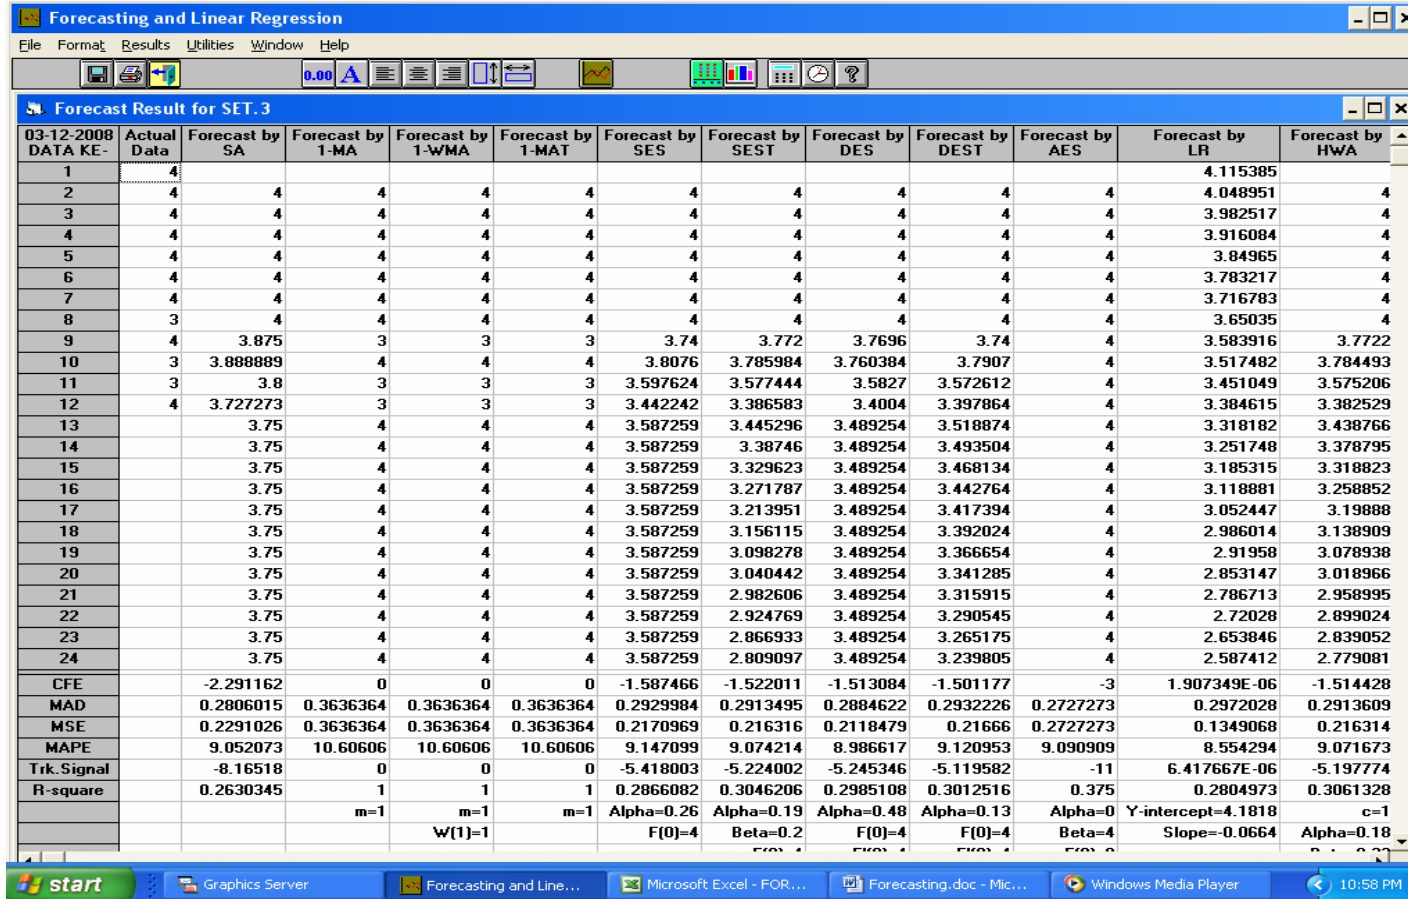 Forecasting and Linear Regression
File Format Results Utilities Window Help
0.00 A ?
Forecast Result for SET.3
03-12-2008 Actual Forecast by Forecast by Forecast by Forecast by Forecast by Forecast by Forecast by Forecast by Forecast by Forecast by Forecast by
DATA KE- Data SA 1-MA 1-WMA 1-MAT SES SEST DES DEST AES LR HWA
1 4 4.115385
2 4 4 4 4 4 4 4 4 4 4 4.048951 4
3 4 4 4 4 4 4 4 4 4 4 3.982517 4
4 4 4 4 4 4 4 4 4 4 4 3.916084 4
5 4 4 4 4 4 4 4 4 4 4 3.84965 4
6 4 4 4 4 4 4 4 4 4 4 3.783217 4
7 4 4 4 4 4 4 4 4 4 4 3.716783 4
8 3 4 4 4 4 4 4 4 4 4 3.65035 4
9 4 3.875 3 3 3 3.74 3.772 3.7696 3.74 4 3.583916 3.7722
10 3 3.888889 4 4 4 3.8076 3.785984 3.760384 3.7907 4 3.517482 3.784493
11 3 3.8 3 3 3 3.597624 3.577444 3.5827 3.572612 4 3.451049 3.575206
12 4 3.727273 3 3 3 3.442242 3.386583 3.4004 3.397864 4 3.384615 3.382529
13 3.75 4 4 4 3.587259 3.445296 3.489254 3.518874 4 3.318182 3.438766
14 3.75 4 4 4 3.587259 3.38746 3.489254 3.493504 4 3.251748 3.378795
15 3.75 4 4 4 3.587259 3.329623 3.489254 3.468134 4 3.185315 3.318823
16 3.75 4 4 4 3.587259 3.271787 3.489254 3.442764 4 3.118881 3.258852
17 3.75 4 4 4 3.587259 3.213951 3.489254 3.417394 4 3.052447 3.19888
18 3.75 4 4 4 3.587259 3.156115 3.489254 3.392024 4 2.986014 3.138909
19 3.75 4 4 4 3.587259 3.098278 3.489254 3.366654 4 2.91958 3.078938
20 3.75 4 4 4 3.587259 3.040442 3.489254 3.341285 4 2.853147 3.018966
21 3.75 4 4 4 3.587259 2.982606 3.489254 3.315915 4 2.786713 2.958995
22 3.75 4 4 4 3.587259 2.924769 3.489254 3.290545 4 2.72028 2.899024
23 3.75 4 4 4 3.587259 2.866933 3.489254 3.265175 4 2.653846 2.839052
24 3.75 4 4 4 3.587259 2.809097 3.489254 3.239805 4 2.587412 2.779081
CFE -2.291162 0 0 0 -1.587466 -1.522011 -1.513084 -1.501177 -3 1.907349E-06 -1.514428
MAD 0.2806015 0.3636364 0.3636364 0.3636364 0.2929984 0.2913495 0.2884622 0.2932226 0.2727273 0.2972028 0.2913609
MSE 0.2291026 0.3636364 0.3636364 0.3636364 0.2170969 0.216316 0.2118479 0.21666 0.2727273 0.1349068 0.216314
MAPE 9.052073 10.60606 10.60606 10.60606 9.147099 9.074214 8.986617 9.120953 9.090909 8.554294 9.071673
Trk.Signal -8.16518 0 0 0 -5.418003 -5.224002 -5.245346 -5.119582 -11 6.417667E-06 -5.197774
R-square 0.2630345 1 1 1 0.2866082 0.3046206 0.2985108 0.3012516 0.375 0.2804973 0.3061328
m=1 m=1 m=1 Alpha=0.26 Alpha=0.19 Alpha=0.48 Alpha=0.13 Alpha=0 Y-intercept=4.1818 c=1
W(1)=1 F(0)=4 Beta=0.2 F(0)=4 F(0)=4 Beta=4 Slope=-0.0664 Alpha=0.18
start Graphics Server Forecasting and Line... Microsoft Excel - FOR... Forecasting.doc - Mic... Windows Media Player 10:58 PM